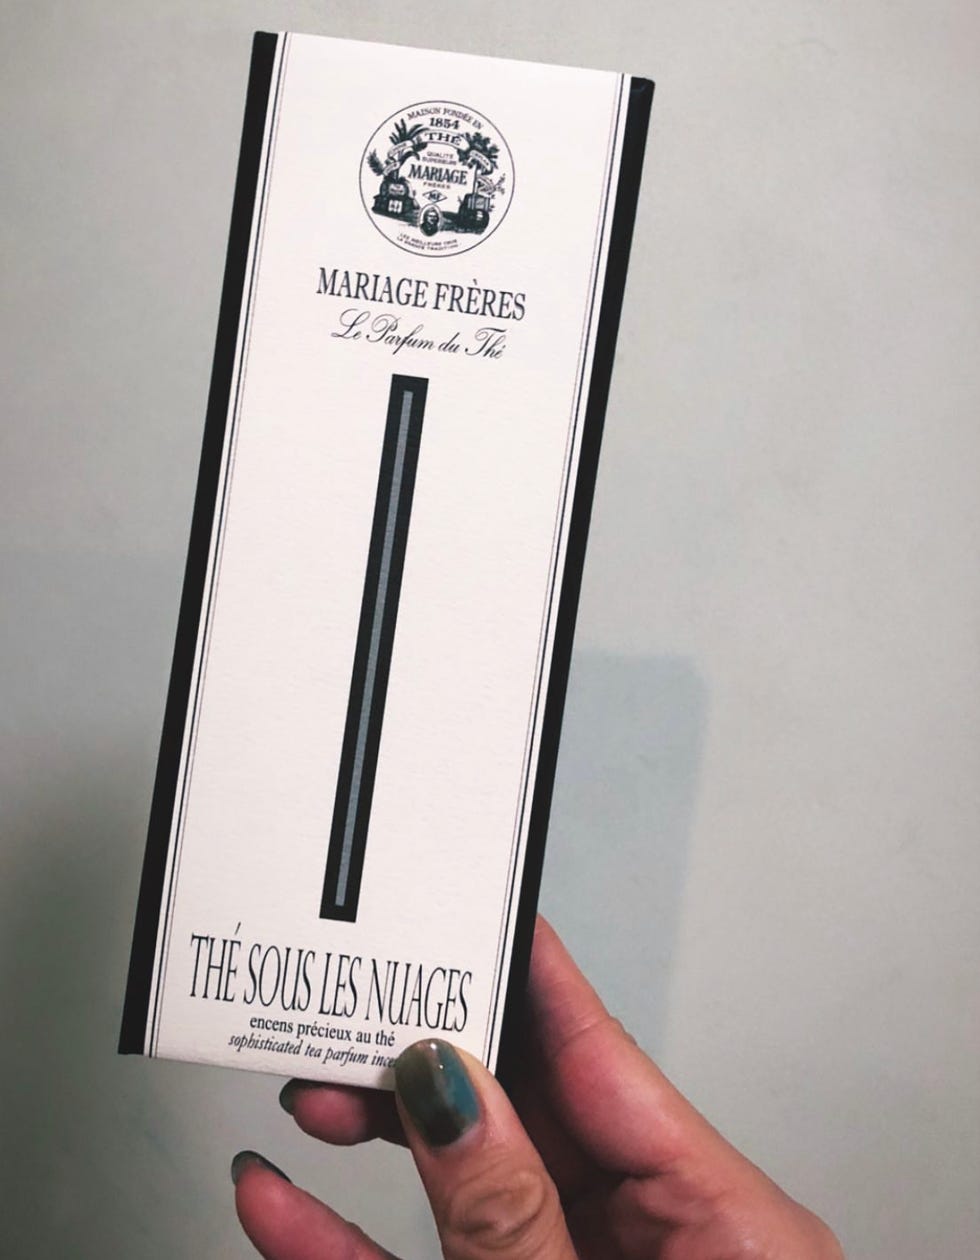 MAISON FONDÉE EN
1854
THÉ
QUALITÉ
SUPÉRIEURE
MARIAGE
FRÈRES
MF
MARIAGE FRÈRES
Le Parfum du Thé
THÉ SOUS LES NUAGES
encens précieux au thé
sophisticated tea parfum